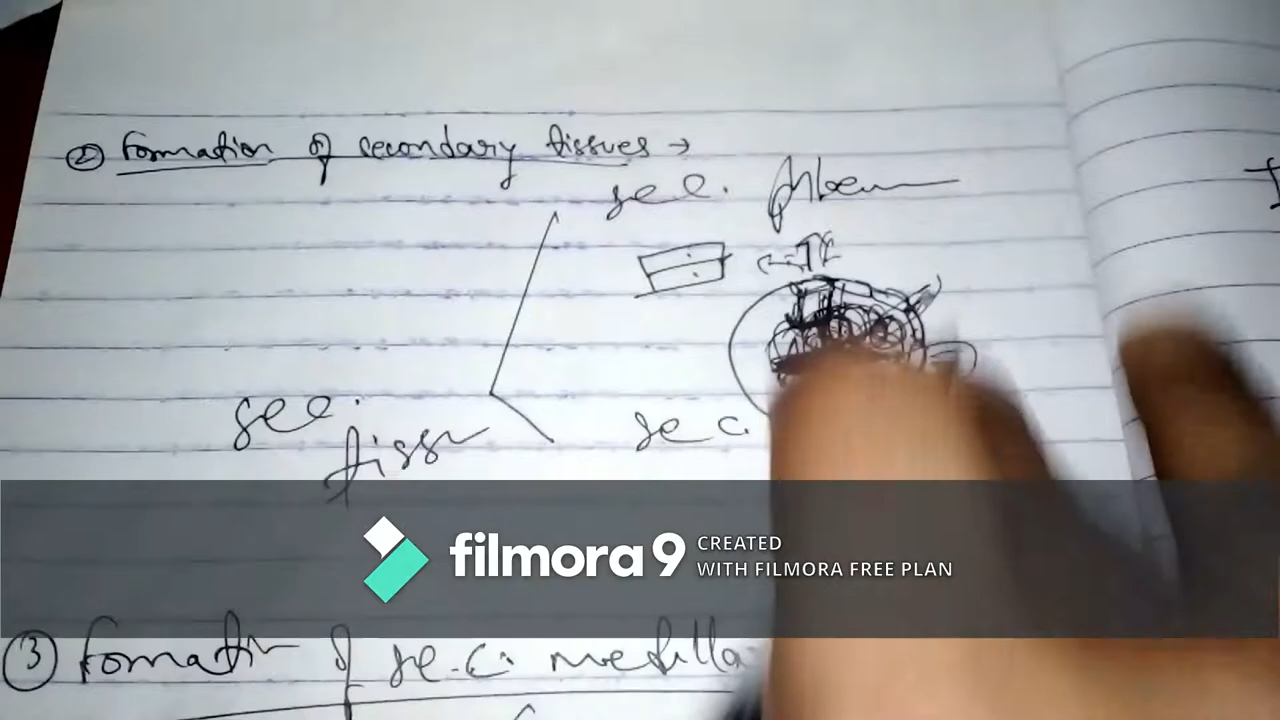 ② Formation of secondary tissues →
sec. phloem
sec.
tissu
sec.
filmora 9 CREATED
WITH FILMORA FREE PLAN
③ Formation of sec.